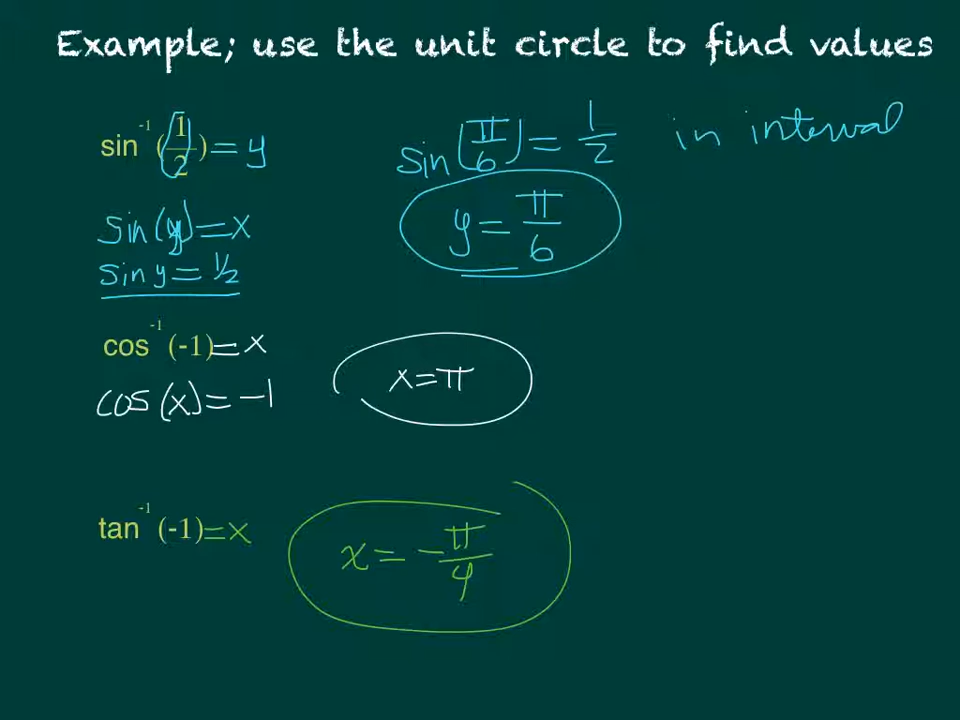 Example; use the unit circle to find values
sin⁻¹(1/2) = y
sin(π/6) = 1/2 in interval
sin(y) = x
y = π/6
sin y = 1/2
cos⁻¹(-1) = x
cos(x) = -1
x = π
tan⁻¹(-1) = x
x = -π/4